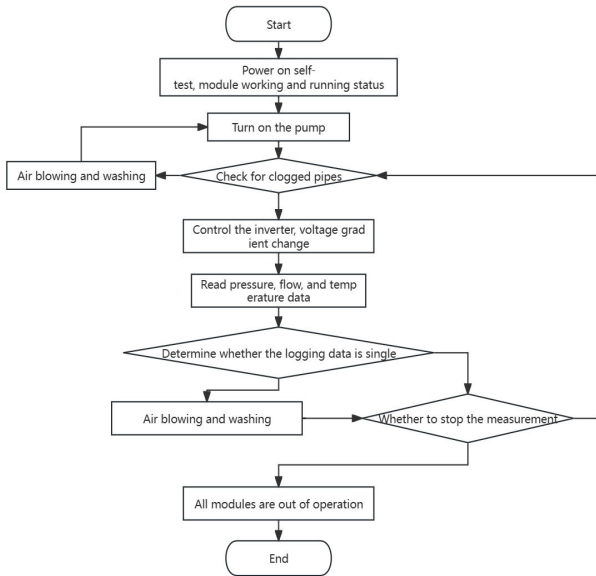 Start
Power on self-
test, module working and running status
Turn on the pump
Air blowing and washing
Check for clogged pipes
Control the inverter, voltage grad
ient change
Read pressure, flow, and temp
erature data
Determine whether the logging data is single
Air blowing and washing
Whether to stop the measurement
All modules are out of operation
End